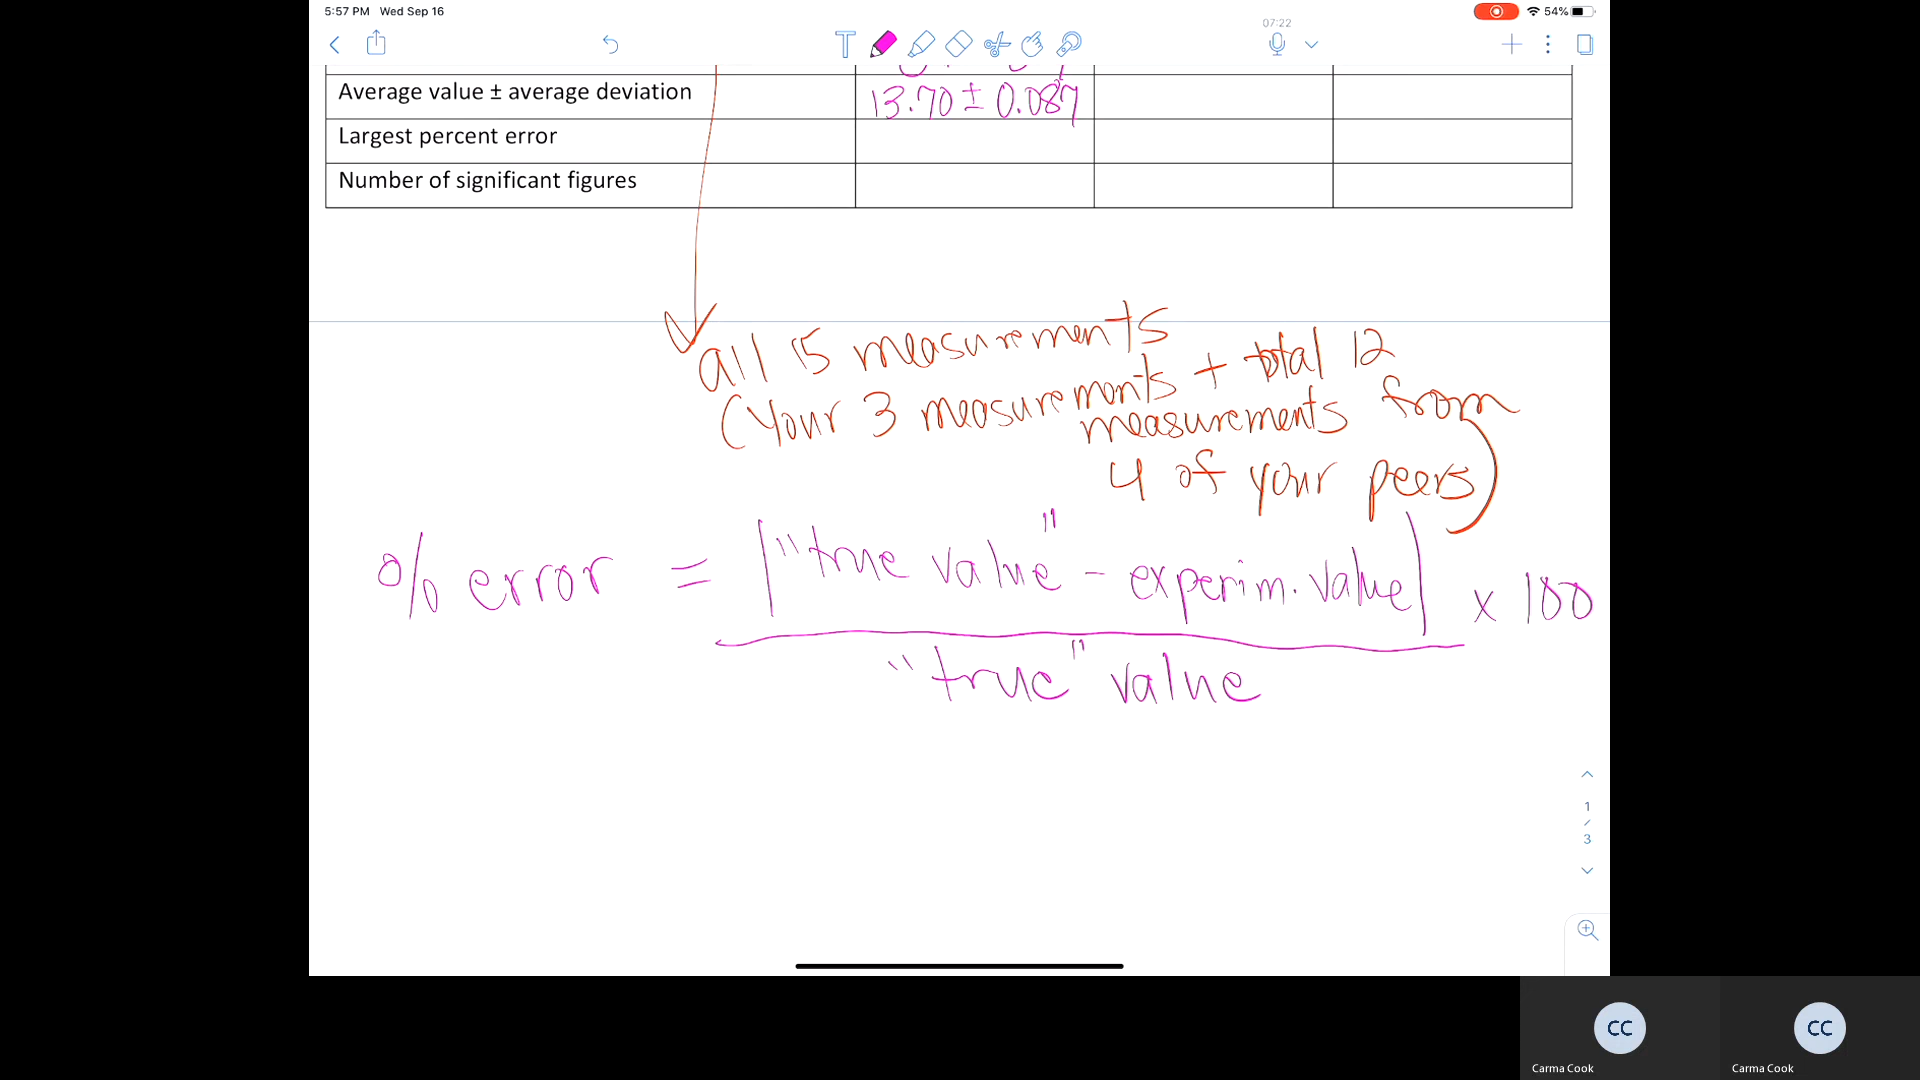 5:57 PM Wed Sep 16
54%
07:22
T
Average value ± average deviation 13.70 ± 0.087
Largest percent error
Number of significant figures
all 15 measurements
(Your 3 measurements + total 12
measurements from
4 of your peers)
% error = |"true value" - experim. value| x 100
"true" value
1
/
3
CC CC
Carma Cook Carma Cook